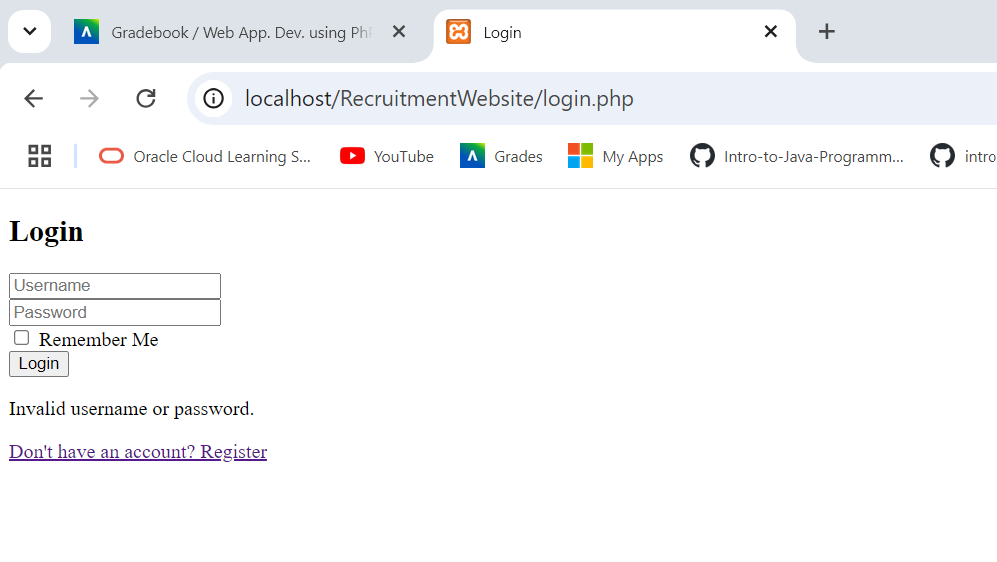 Gradebook / Web App. Dev. using Ph
Login
localhost/RecruitmentWebsite/login.php
Oracle Cloud Learning S... YouTube Grades My Apps Intro-to-Java-Programm... intro
Login
Username
Password
Remember Me
Login
Invalid username or password.
Don't have an account? Register